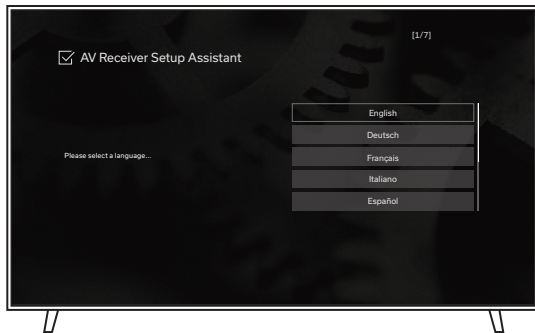 [1/7]
AV Receiver Setup Assistant
English
Deutsch
Please select a language...
Français
Italiano
Español